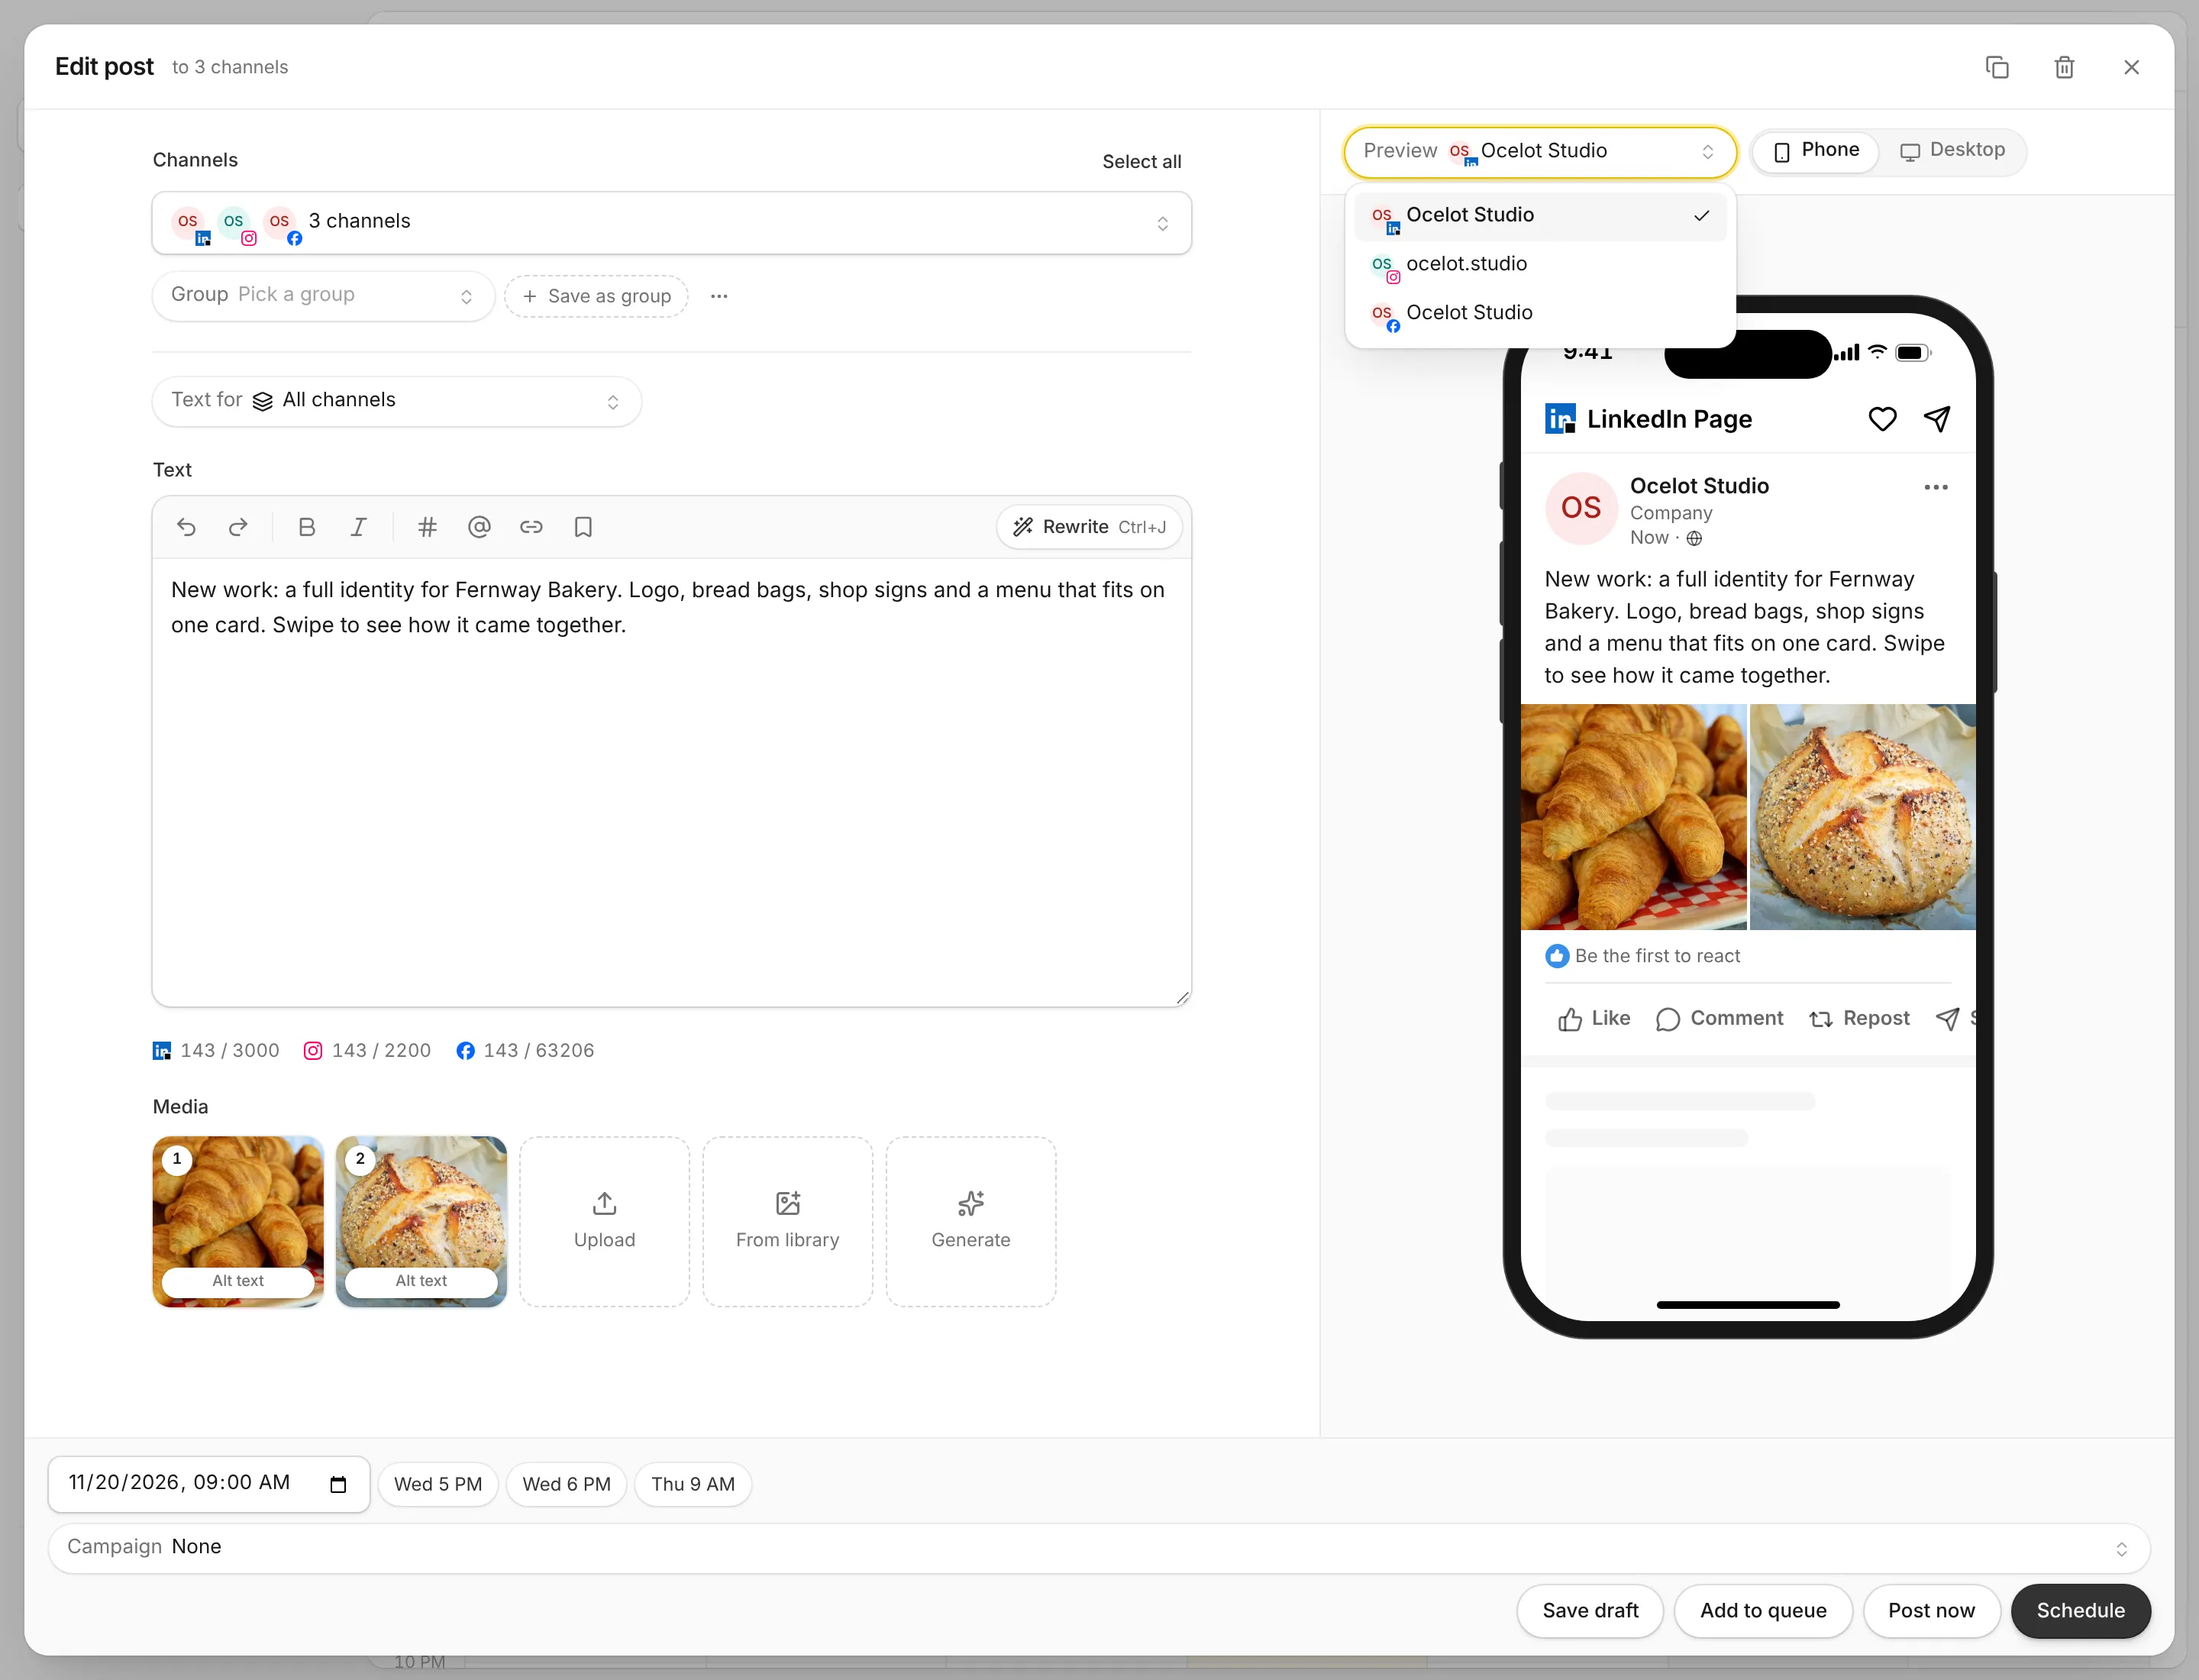 Edit post to 3 channels
Channels
Select all
OS OS OS 3 channels
Group Pick a group
Save as group
Text for All channels
Text
Rewrite Ctrl+J
New work: a full identity for Fernway Bakery. Logo, bread bags, shop signs and a menu that fits on
one card. Swipe to see how it came together.
143 / 3000
143 / 2200
143 / 63206
Media
1
Alt text
2
Alt text
Upload
From library
Generate
Preview OS Ocelot Studio
Phone
Desktop
OS Ocelot Studio
OS ocelot.studio
OS Ocelot Studio
9:41
in LinkedIn Page
OS
Ocelot Studio
Company
Now ·
New work: a full identity for Fernway
Bakery. Logo, bread bags, shop signs
and a menu that fits on one card. Swipe
to see how it came together.
Be the first to react
Like
Comment
Repost
11/20/2026, 09:00 AM
Wed 5 PM
Wed 6 PM
Thu 9 AM
Campaign None
Save draft
Add to queue
Post now
Schedule
10 PM